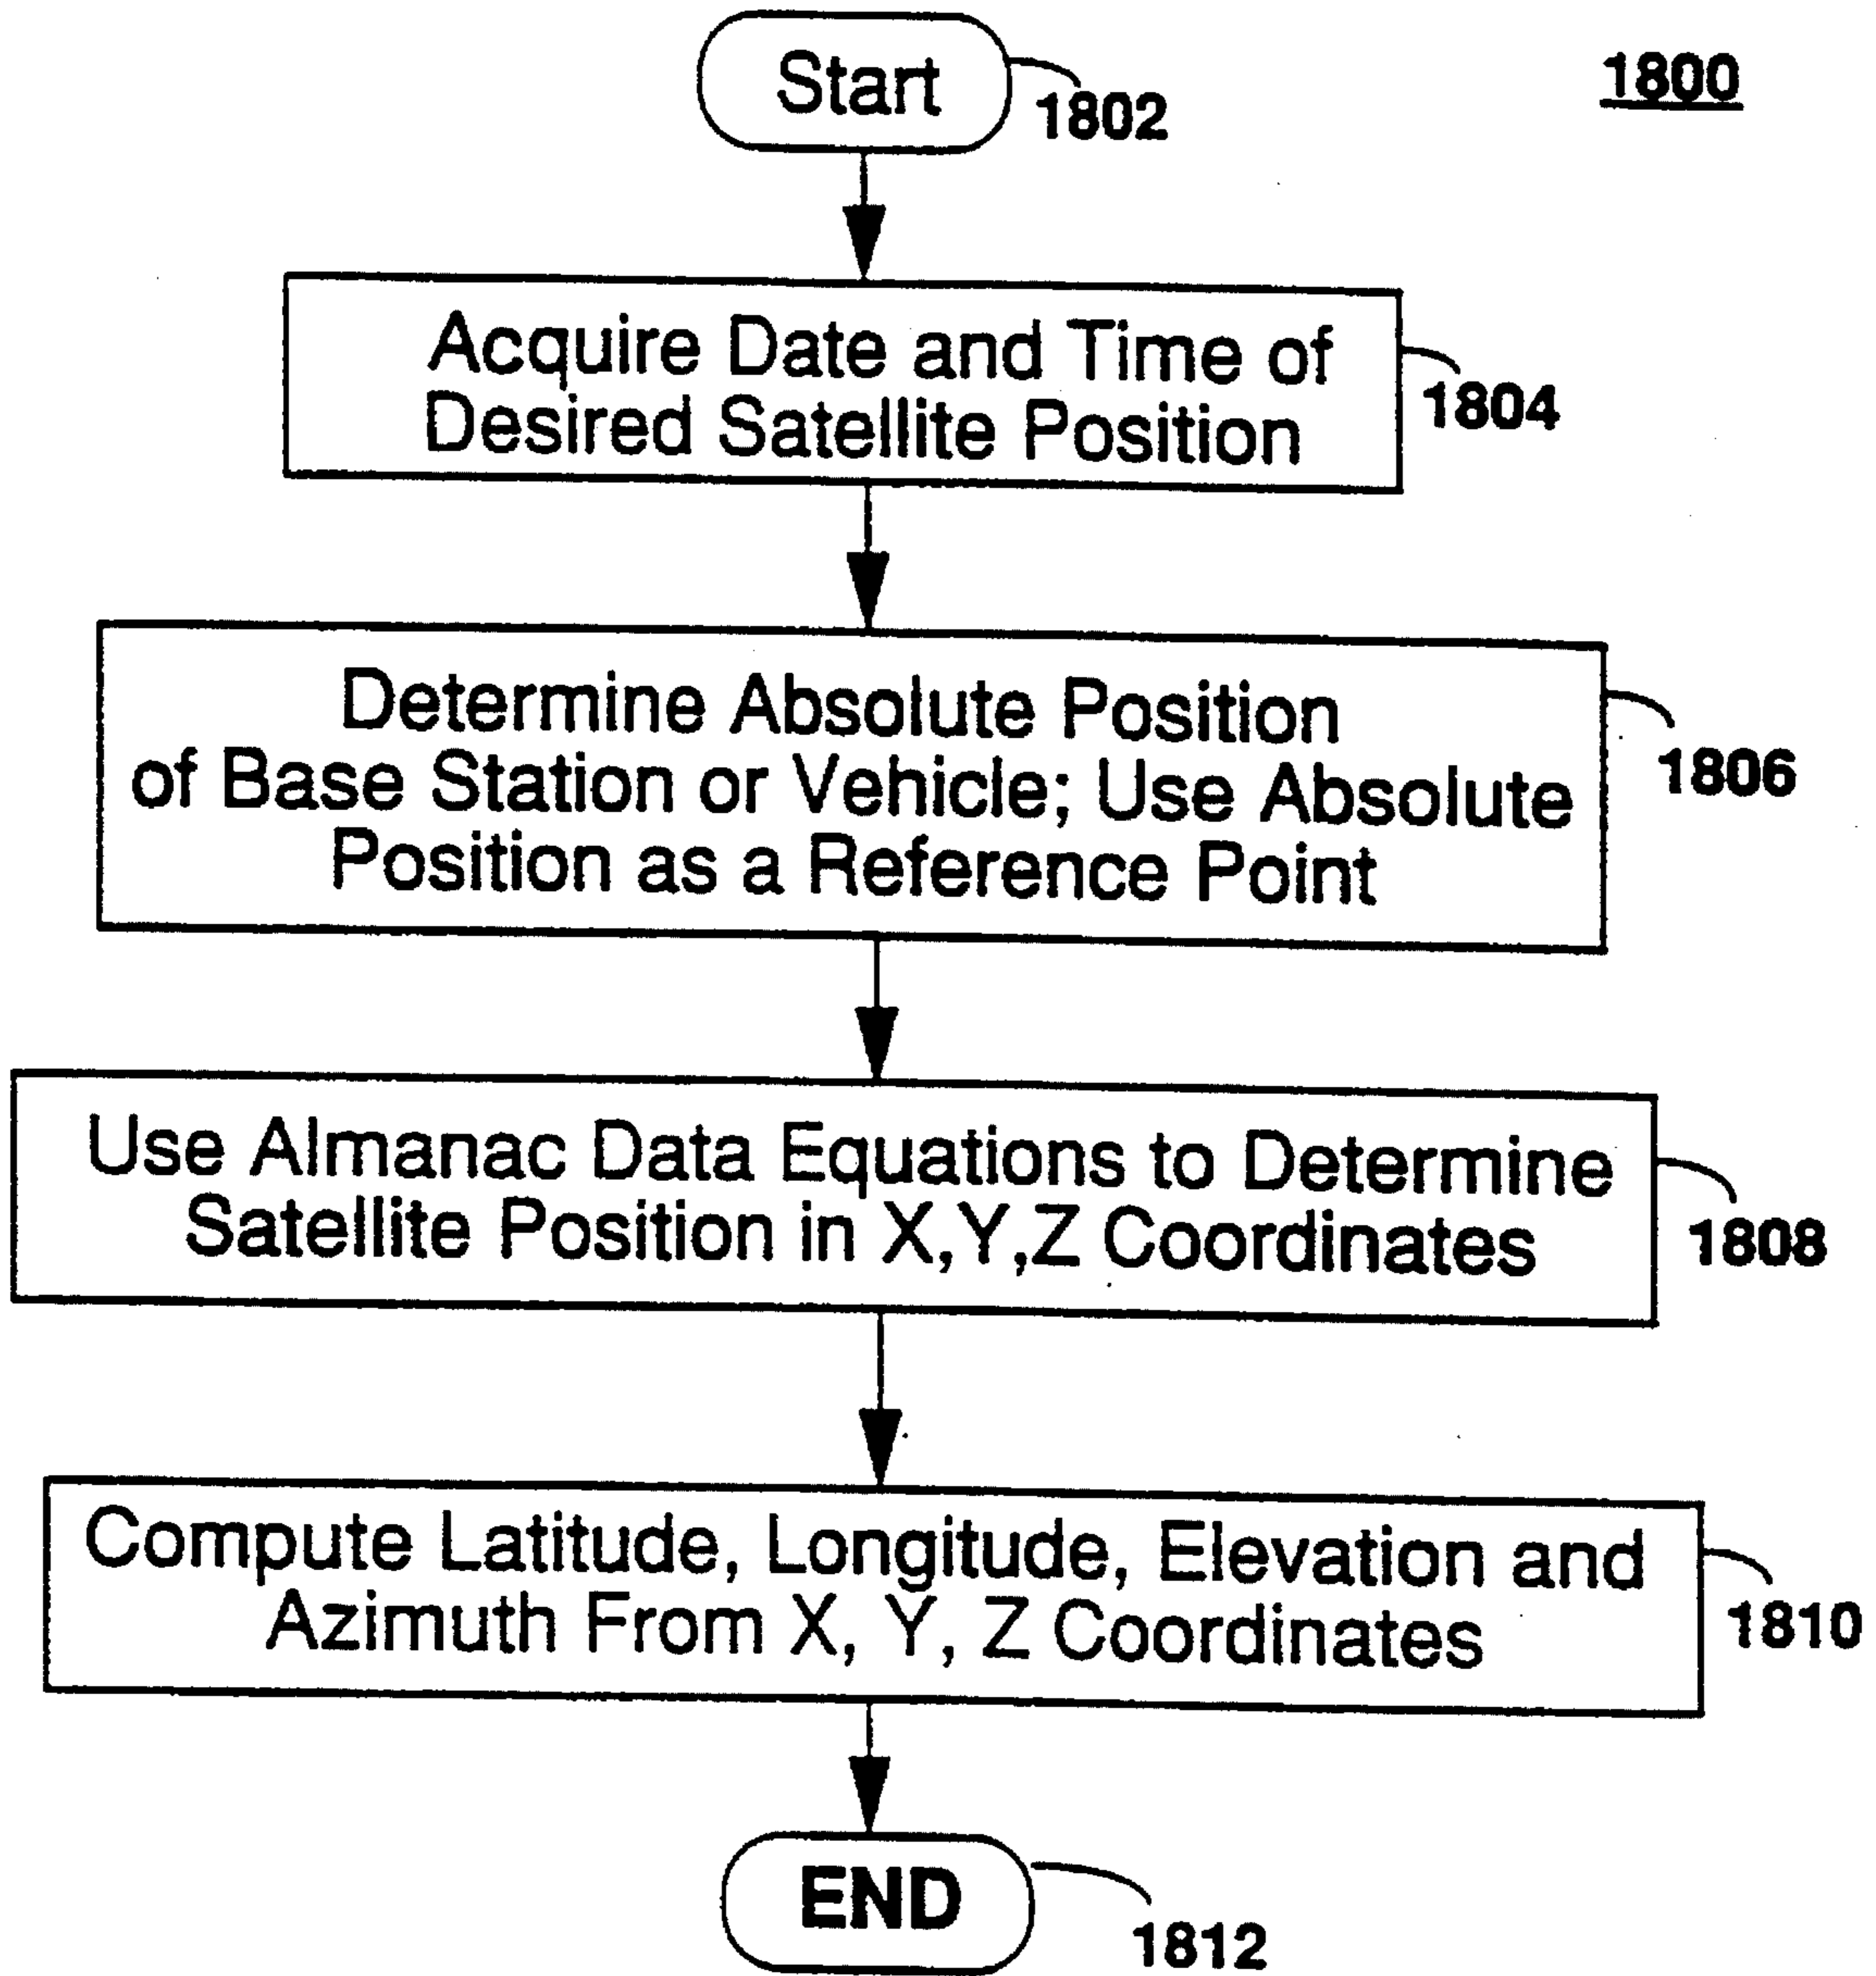 Start
1802
1800
Acquire Date and Time of
Desired Satellite Position
1804
Determine Absolute Position
of Base Station or Vehicle; Use Absolute
Position as a Reference Point
1806
Use Almanac Data Equations to Determine
Satellite Position in X,Y,Z Coordinates
1808
Compute Latitude, Longitude, Elevation and
Azimuth From X, Y, Z Coordinates
1810
END
1812